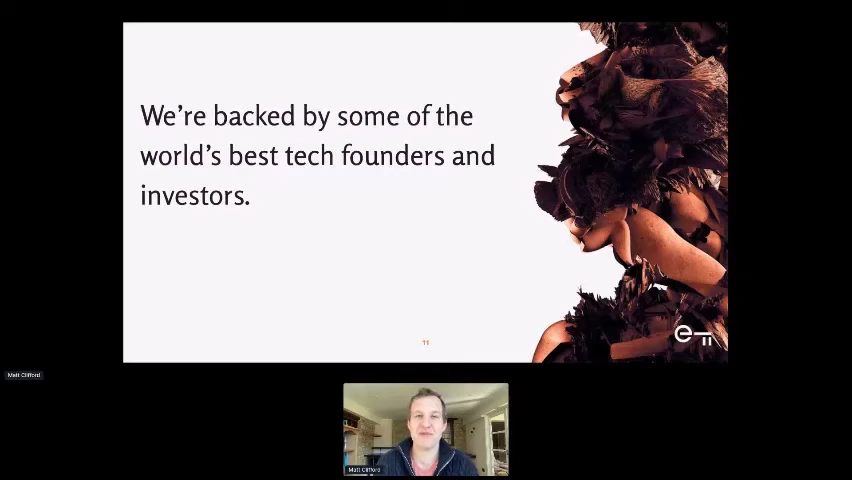 We're backed by some of the
world's best tech founders and
investors.
11
Matt Clifford
Matt Clifford